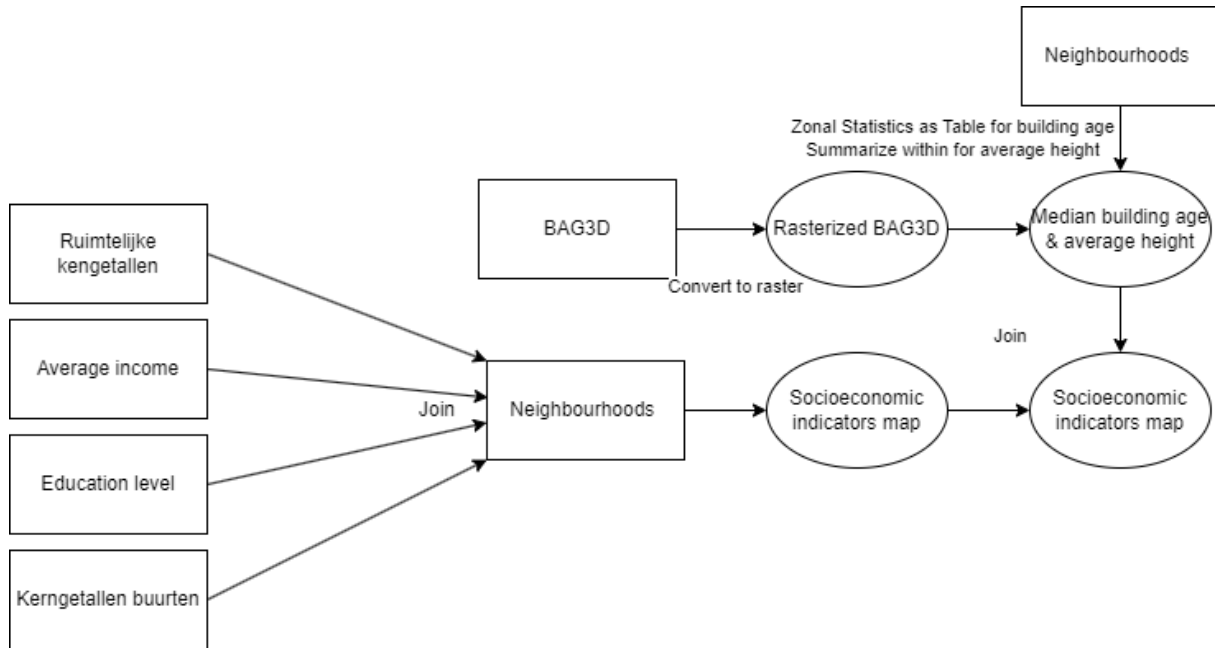 Neighbourhoods
Zonal Statistics as Table for building age
Summarize within for average height
BAG3D
Rasterized BAG3D
Median building age
& average height
Convert to raster
Ruimtelijke
kengetallen
Average income
Education level
Kerngetallen buurten
Join
Neighbourhoods
Socioeconomic
indicators map
Join
Socioeconomic
indicators map